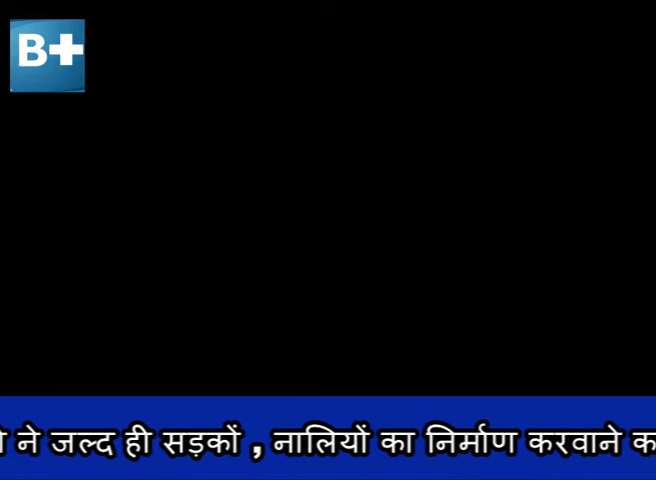 B+
ने जल्द ही सड़कों , नालियों का निर्माण करवाने